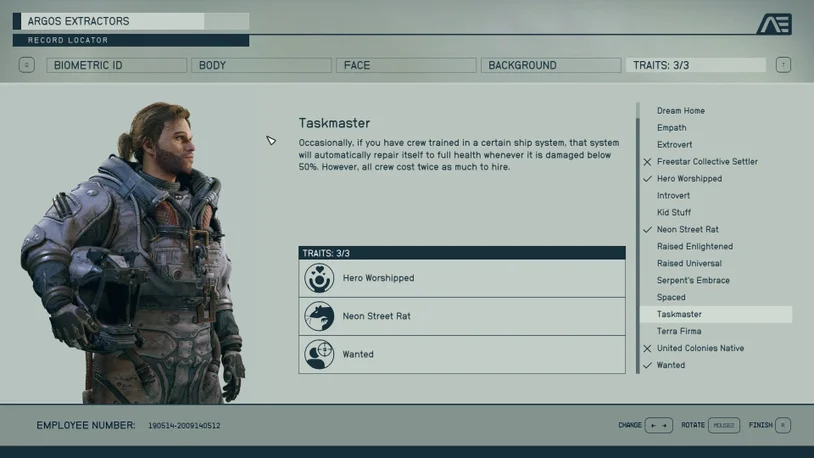 ARGOS EXTRACTORS
RECORD LOCATOR
BIOMETRIC ID
BODY
FACE
BACKGROUND
TRAITS: 3/3
T
Taskmaster
Occasionally, if you have crew trained in a certain ship system, that system
will automatically repair itself to full health whenever it is damaged below
50%. However, all crew cost twice as much to hire.
TRAITS: 3/3
Hero Worshipped
Neon Street Rat
Wanted
Dream Home
Empath
Extrovert
Freestar Collective Settler
Hero Worshipped
Introvert
Kid Stuff
Neon Street Rat
Raised Enlightened
Raised Universal
Serpent's Embrace
Spaced
Taskmaster
Terra Firma
United Colonies Native
Wanted
EMPLOYEE NUMBER: 190514-2009140512
CHANGE ← → ROTATE MOUSE2 FINISH R